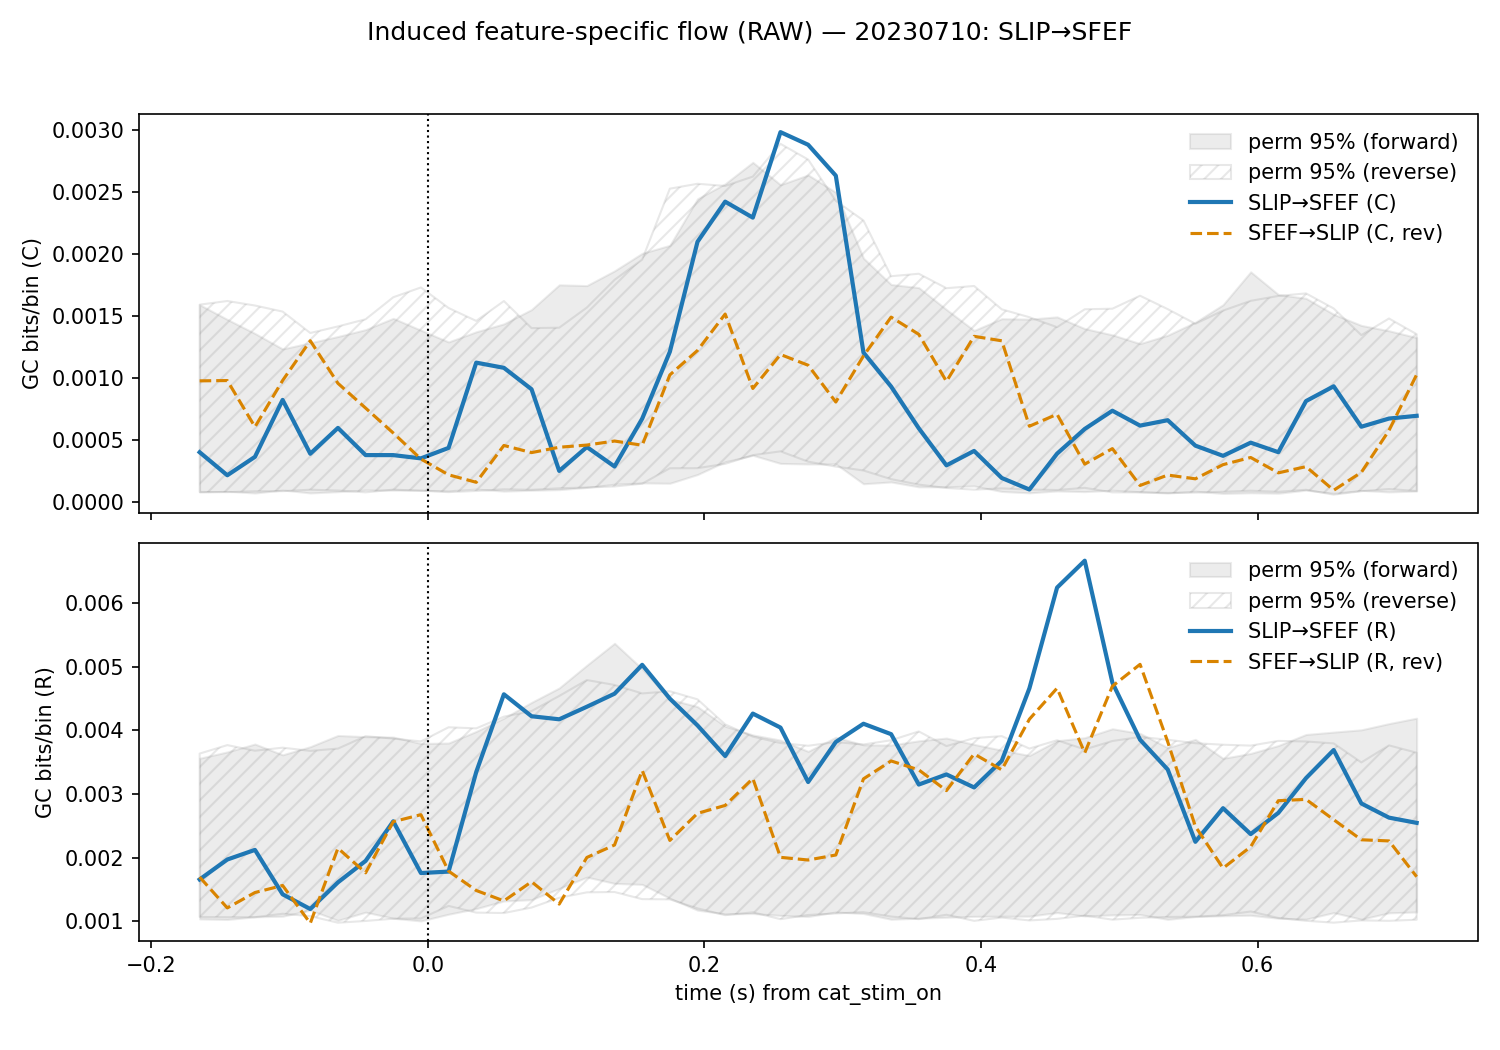 Induced feature-specific flow (RAW) — 20230710: SLIP→SFEF
GC bits/bin (C)
0.0030
0.0025
0.0020
0.0015
0.0010
0.0005
0.0000
perm 95% (forward)
perm 95% (reverse)
SLIP→SFEF (C)
SFEF→SLIP (C, rev)
GC bits/bin (R)
0.006
0.005
0.004
0.003
0.002
0.001
perm 95% (forward)
perm 95% (reverse)
SLIP→SFEF (R)
SFEF→SLIP (R, rev)
−0.2 0.0 0.2 0.4 0.6
time (s) from cat_stim_on